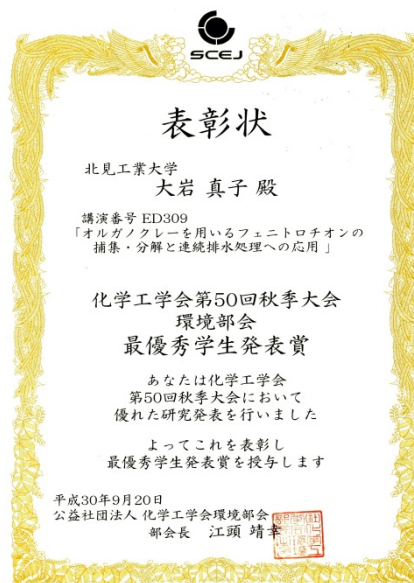 SCEJ
表彰状
北見工業大学
大岩 真子 殿
講演番号 ED309
「オルガノクレーを用いるフェニトロチオンの
捕集・分解と連続排水処理への応用 」
化学工学会第50回秋季大会
環境部会
最優秀学生発表賞
あなたは化学工学会
第50回秋季大会において
優れた研究発表を行いました
よってこれを表彰し
最優秀学生発表賞を授与します
平成30年9月20日
公益社団法人 化学工学会環境部会
部会長 江頭 靖幸